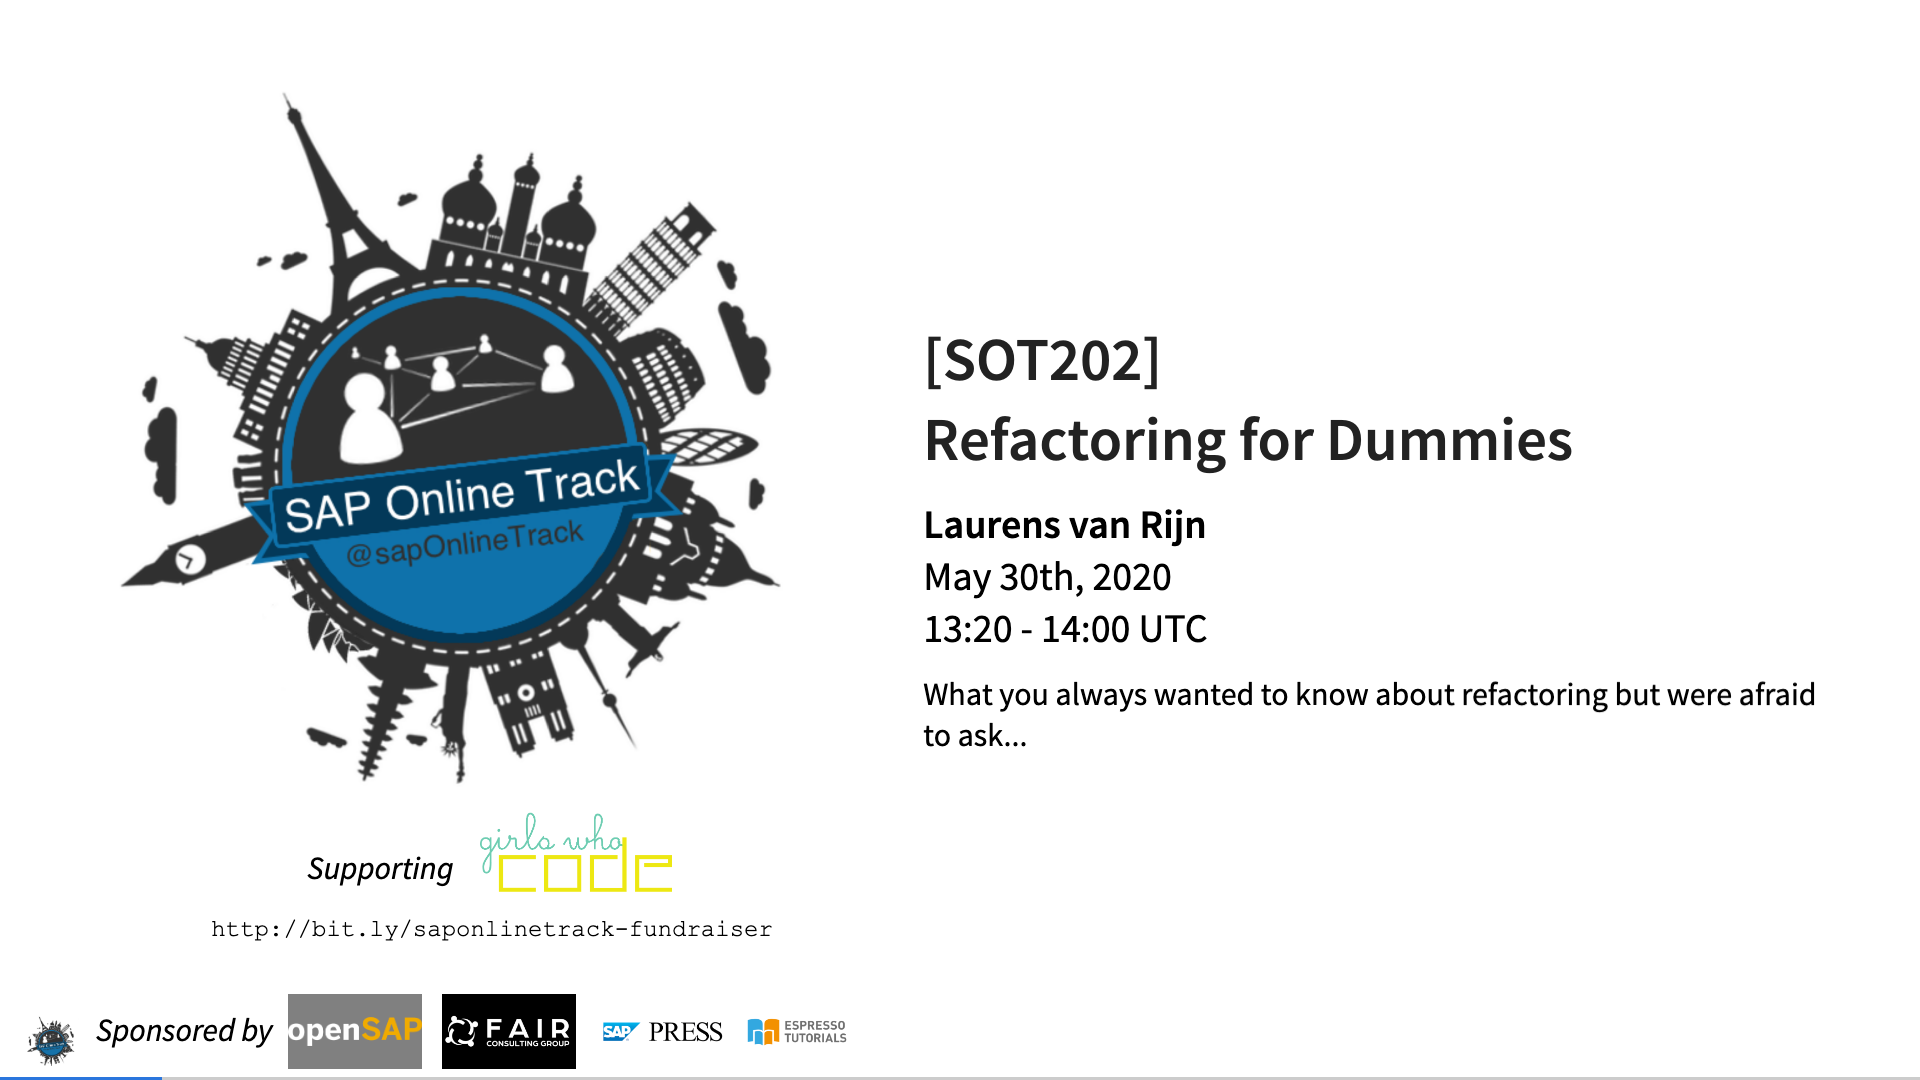 SAP Online Track
@sapOnlineTrack
[SOT202]
Refactoring for Dummies
Laurens van Rijn
May 30th, 2020
13:20 - 14:00 UTC
What you always wanted to know about refactoring but were afraid
to ask...
Supporting
girls who
code
http://bit.ly/saponlinetrack-fundraiser
Sponsored by
openSAP
FAIR
CONSULTING GROUP
SAP PRESS
ESPRESSO
TUTORIALS